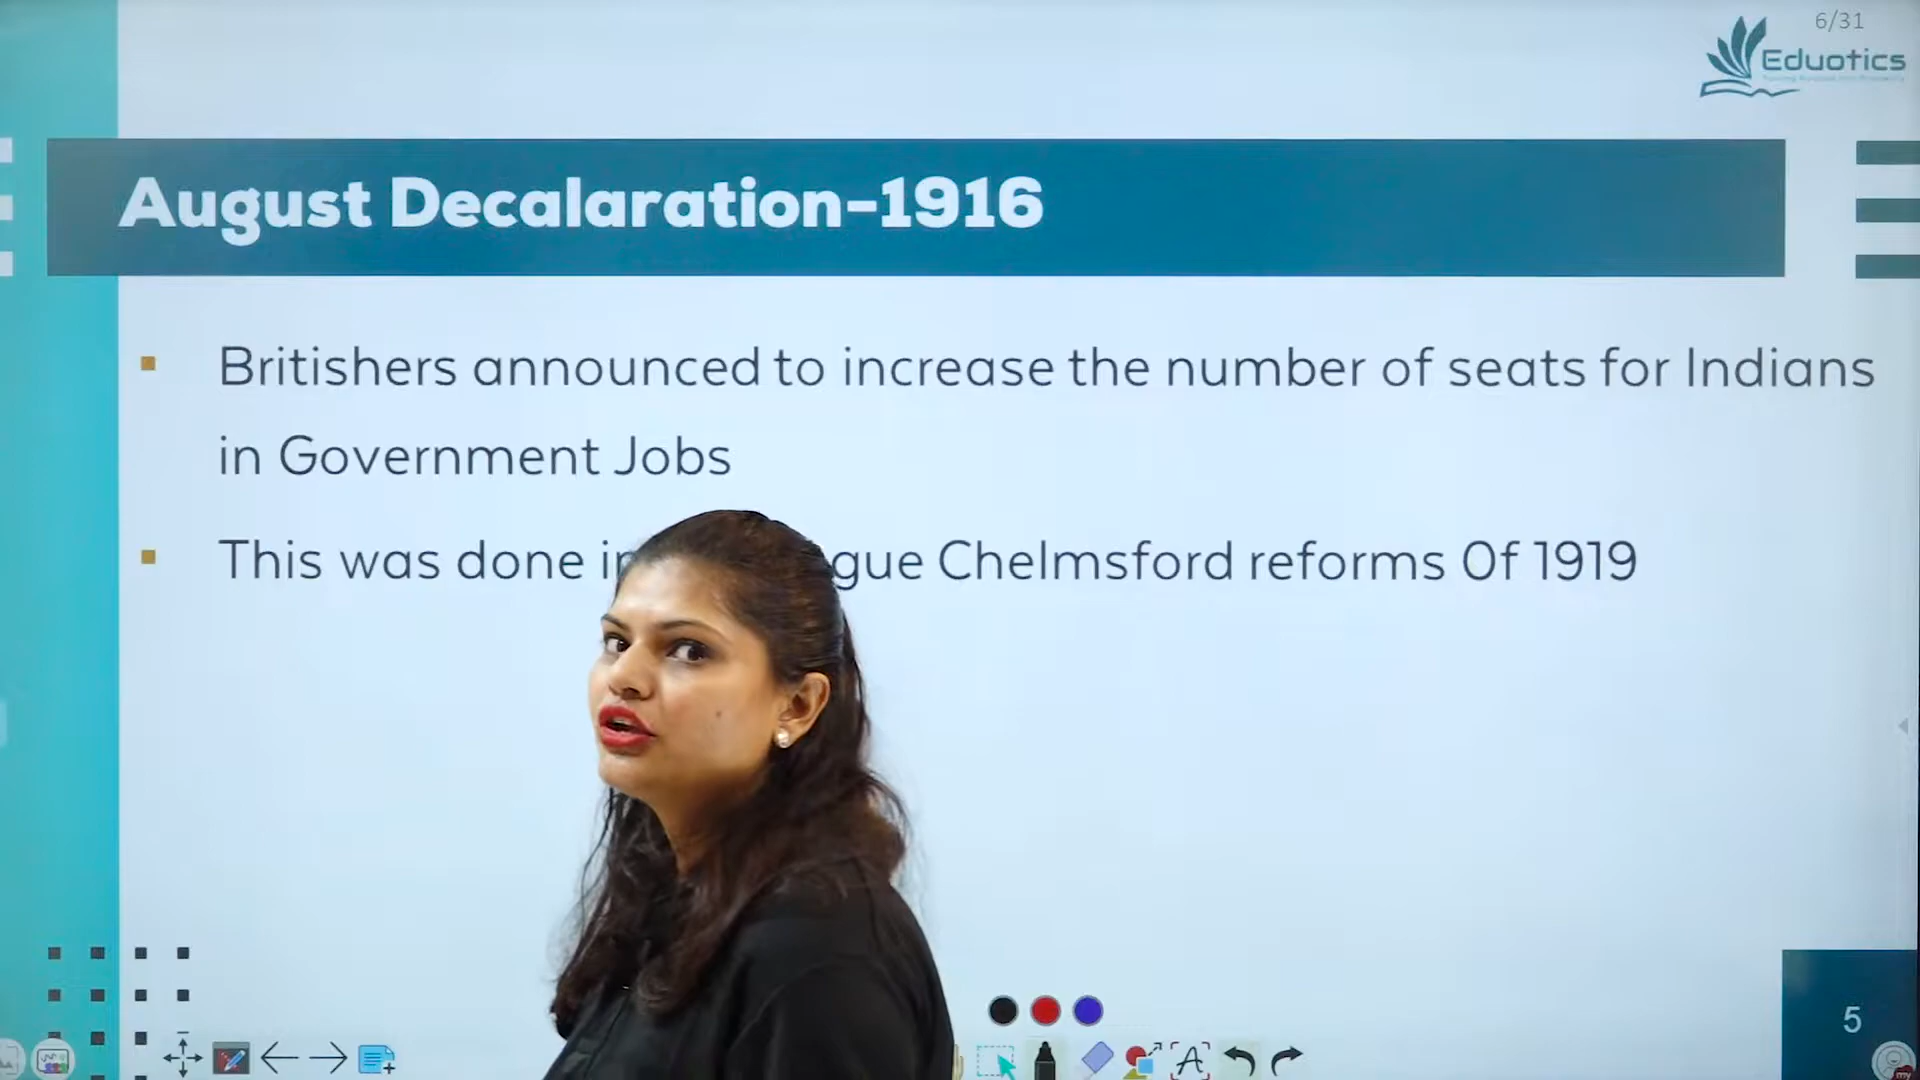 6/31
Eduotics
August Decalaration-1916
Britishers announced to increase the number of seats for Indians
in Government Jobs
This was done Chelmsford reforms Of 1919
5